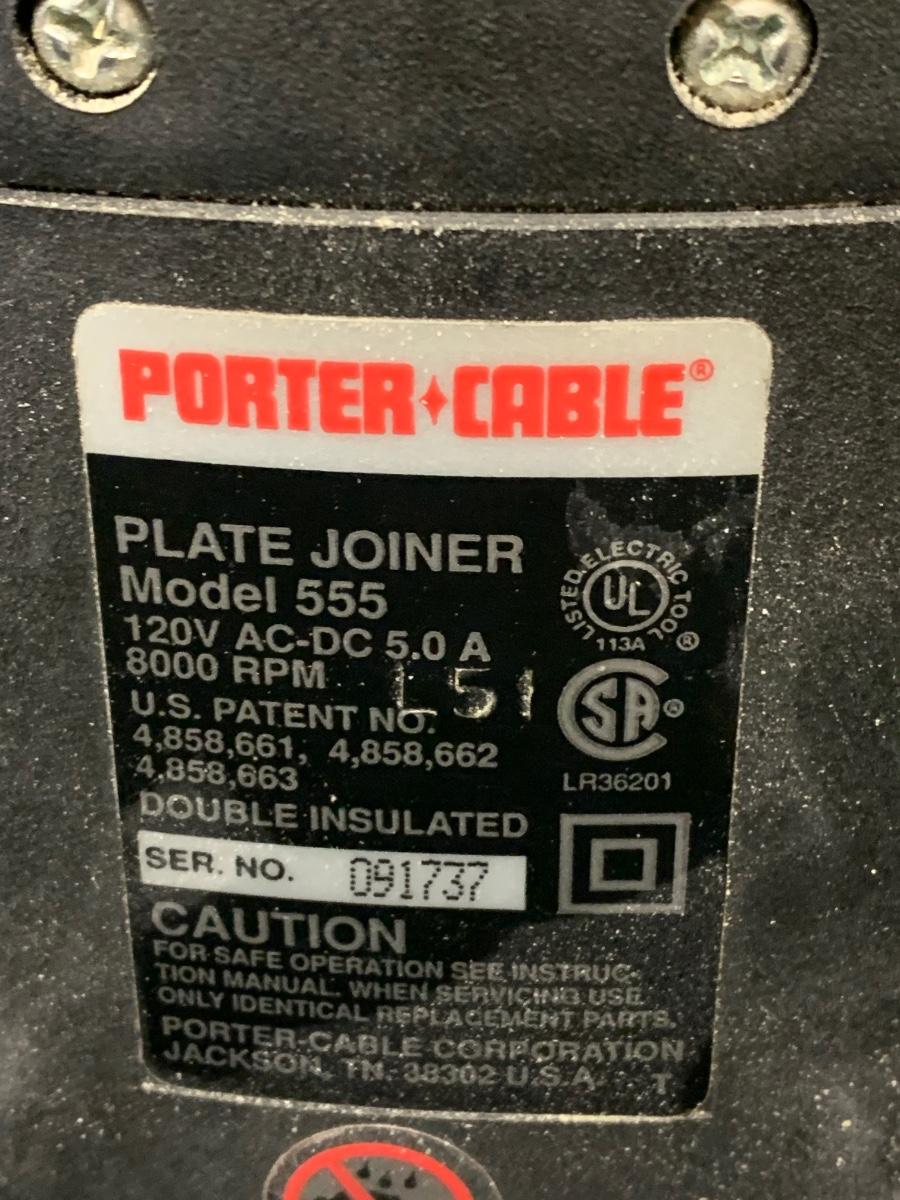 PORTER✦CABLE®
PLATE JOINER
Model 555
120V AC-DC 5.0 A
8000 RPM
L51
U.S. PATENT NO.
4,858,661, 4,858,662
4,858,663
DOUBLE INSULATED
LISTED ELECTRIC TOOL
UL ®
113A
SA ®
LR36201
SER. NO. 091737
CAUTION
FOR SAFE OPERATION SEE INSTRUC-
TION MANUAL. WHEN SERVICING USE
ONLY IDENTICAL REPLACEMENT PARTS.
PORTER-CABLE CORPORATION
JACKSON, TN. 38302 U.S.A. T